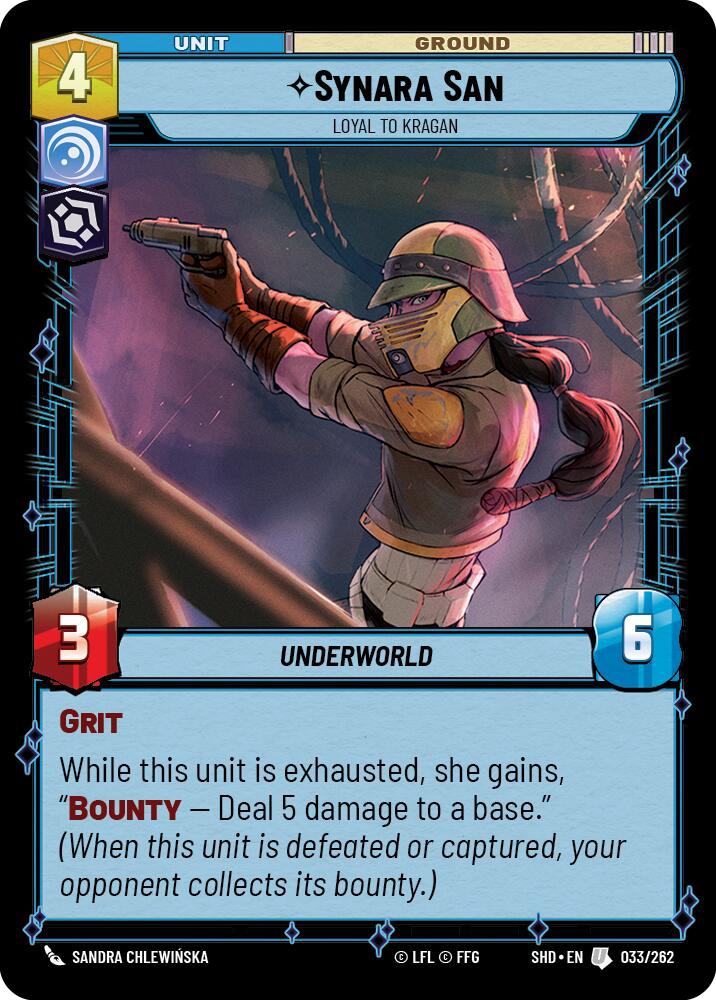 UNIT
GROUND
4
✧SYNARA SAN
LOYAL TO KRAGAN
3
UNDERWORLD
6
GRIT
While this unit is exhausted, she gains,
“BOUNTY — Deal 5 damage to a base.”
(When this unit is defeated or captured, your
opponent collects its bounty.)
SANDRA CHLEWIŃSKA
© LFL © FFG
SHD • EN U 033/262